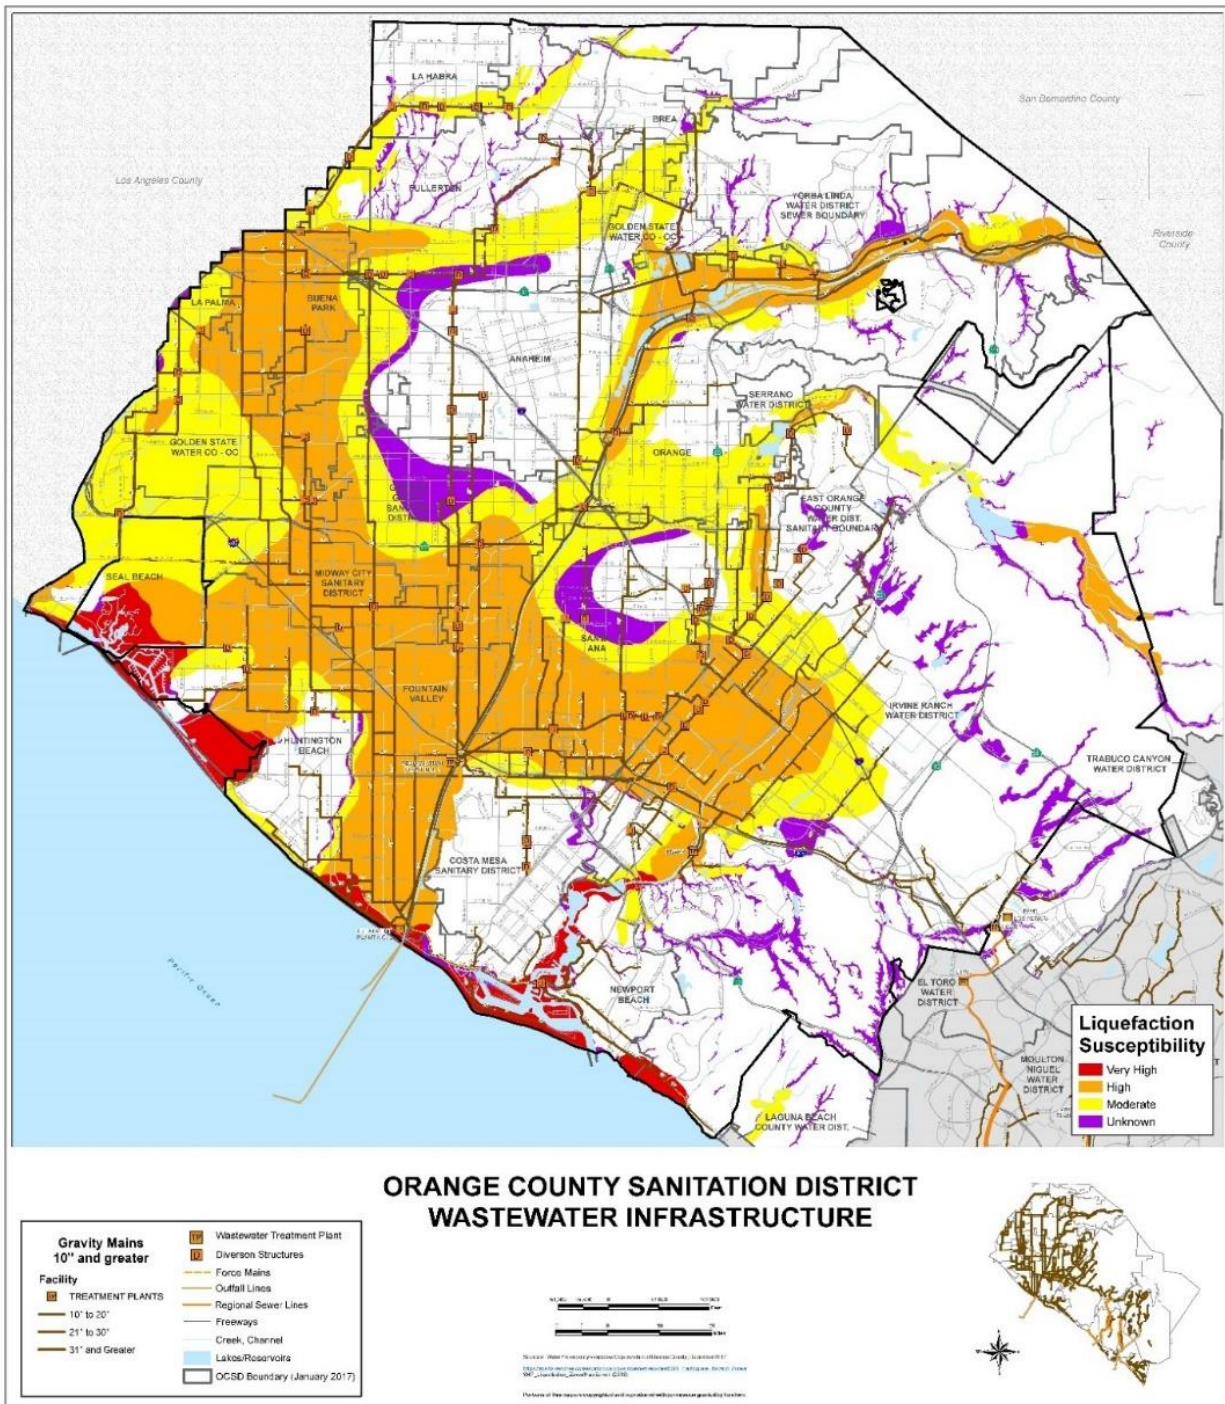 LA HABRA
San Bernardino County
BREA
Los Angeles County
FULLERTON
YORBA LINDA
WATER DISTRICT
SEWER BOUNDARY
GOLDEN STATE
WATER CO - OC
Riverside
County
LA PALMA
BUENA
PARK
ANAHEIM
SERRANO
WATER DISTRICT
GOLDEN STATE
WATER CO - OC
ORANGE
EAST ORANGE
COUNTY
WATER DIST.
SANITARY BOUNDARY
SEAL BEACH
MIDWAY CITY
SANITARY
DISTRICT
SANTA
ANA
FOUNTAIN
VALLEY
IRVINE RANCH
WATER DISTRICT
HUNTINGTON
BEACH
TRABUCO CANYON
WATER DISTRICT
COSTA MESA
SANITARY DISTRICT
Pacific Ocean
NEWPORT
BEACH
EL TORO
WATER
DISTRICT
MOULTON
NIGUEL
WATER
DISTRICT
LAGUNA BEACH
COUNTY WATER DIST.
Liquefaction
Susceptibility
Very High
High
Moderate
Unknown
ORANGE COUNTY SANITATION DISTRICT
WASTEWATER INFRASTRUCTURE
Gravity Mains
10" and greater
Facility
TREATMENT PLANTS
10" to 20"
21" to 30"
31" and Greater
TP Wastewater Treatment Plant
D Diverson Structures
Force Mains
Outfall Lines
Regional Sewer Lines
Freeways
Creek, Channel
Lakes/Reservoirs
OCSD Boundary (January 2017)